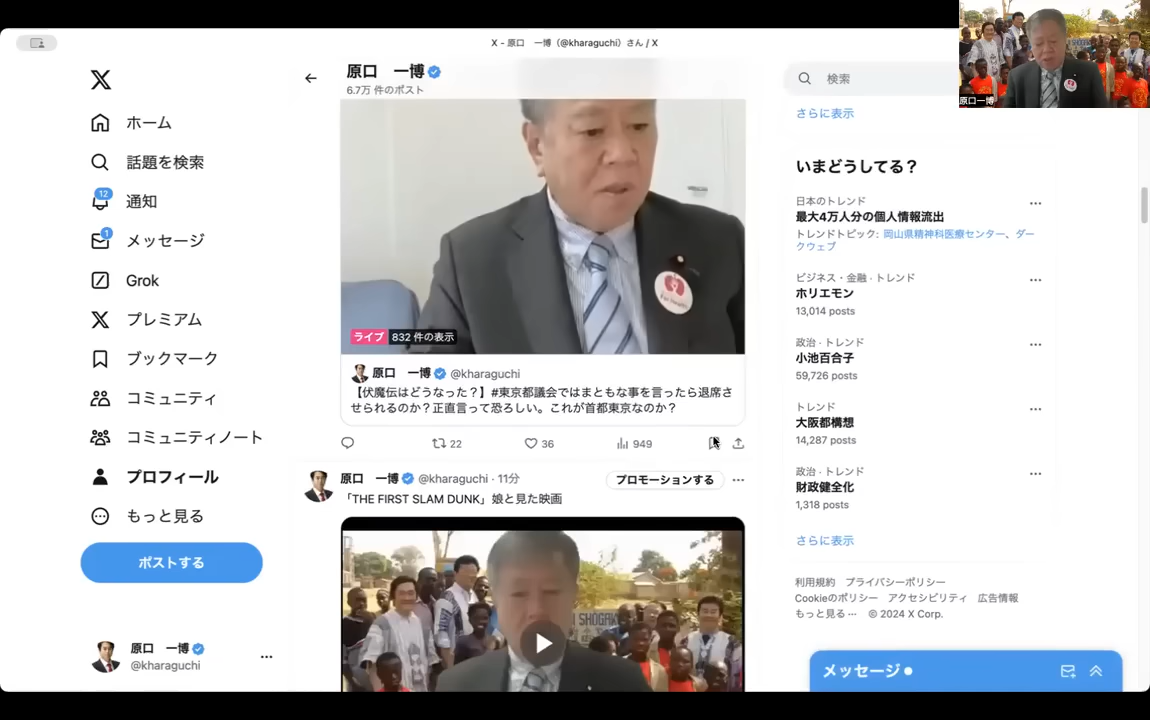 X - 原口　一博（@kharaguchi）さん / X
原口一博
X
ホーム
話題を検索
12
通知
1
メッセージ
Grok
プレミアム
ブックマーク
コミュニティ
コミュニティノート
プロフィール
もっと見る
ポストする
原口　一博
@kharaguchi
原口　一博
6.7万 件のポスト
ライブ 832 件の表示
原口　一博 @kharaguchi
【伏魔伝はどうなった？】#東京都議会ではまともな事を言ったら退席さ
せられるのか？正直言って恐ろしい。これが首都東京なのか？
22 36 949
原口　一博 @kharaguchi · 11分
プロモーションする
「THE FIRST SLAM DUNK」娘と見た映画
検索
さらに表示
いまどうしてる？
日本のトレンド
最大4万人分の個人情報流出
トレンドトピック: 岡山県精神科医療センター、ダー
クウェブ
ビジネス・金融 · トレンド
ホリエモン
13,014 posts
政治 · トレンド
小池百合子
59,726 posts
トレンド
大阪都構想
14,287 posts
政治 · トレンド
財政健全化
1,318 posts
さらに表示
利用規約　プライバシーポリシー
Cookieのポリシー　アクセシビリティ　広告情報
もっと見る… © 2024 X Corp.
メッセージ